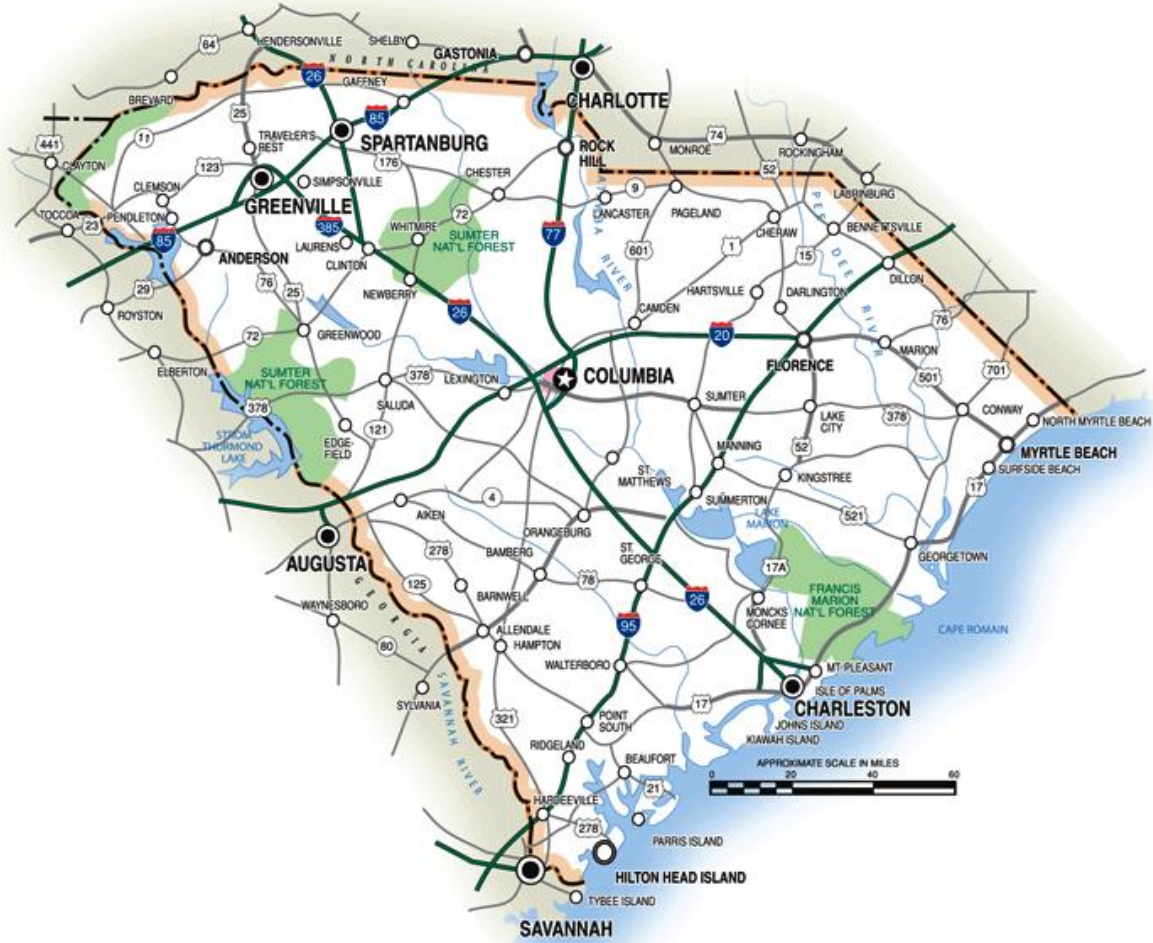 64
HENDERSONVILLE
SHELBY
GASTONIA
NORTH CAROLINA
26
GAFFNEY
BREVARD
85
CHARLOTTE
441
11
25
TRAVELER'S
BEST
SPARTANBURG
ROCK
HILL
74
MONROE
ROCKINGHAM
CLAYTON
123
176
CHESTER
52
CLEMSON
SIMPSONVILLE
9
LAURINBURG
GREENVILLE
LANCASTER
PAGELAND
TOCCOA
23
PENDLETON
85
385
WHITMIRE
72
77
CHERAW
BENNETTSVILLE
ANDERSON
LAURENS
CLINTON
SUMTER
NAT'L FOREST
601
1
15
PEE DEE RIVER
RIVER
DILLON
29
76
25
NEWBERRY
26
HARTSVILLE
DARLINGTON
ROYSTON
CAMDEN
76
72
GREENWOOD
20
MARION
FLORENCE
ELBERTON
SUMTER
NAT'L FOREST
378
LEXINGTON
COLUMBIA
501
701
378
SALUDA
SUMTER
LAKE
CITY
378
CONWAY
NORTH MYRTLE BEACH
STROM
THURMOND
LAKE
EDGE-
FIELD
121
MANNING
52
MYRTLE BEACH
ST.
MATTHEWS
KINGSTREE
SURFSIDE BEACH
17
4
SUMMERTON
AIKEN
LAKE
MARION
521
ORANGEBURG
AUGUSTA
278
BAMBERG
ST.
GEORGE
GEORGETOWN
17A
GEORGIA
125
78
26
FRANCIS
MARION
NAT'L FOREST
WAYNESBORO
BARNWELL
MONCKS
CORNEE
95
CAPE ROMAIN
80
ALLENDALE
HAMPTON
WALTERBORO
MT-PLEASANT
SYLVANIA
SAVANNAH RIVER
17
ISLE OF PALMS
CHARLESTON
321
POINT
SOUTH
JOHNS ISLAND
KIAWAH ISLAND
RIDGELAND
BEAUFORT
APPROXIMATE SCALE IN MILES
0 20 40 60
21
HARDEEVILLE
278
PARRIS ISLAND
HILTON HEAD ISLAND
TYBEE ISLAND
SAVANNAH